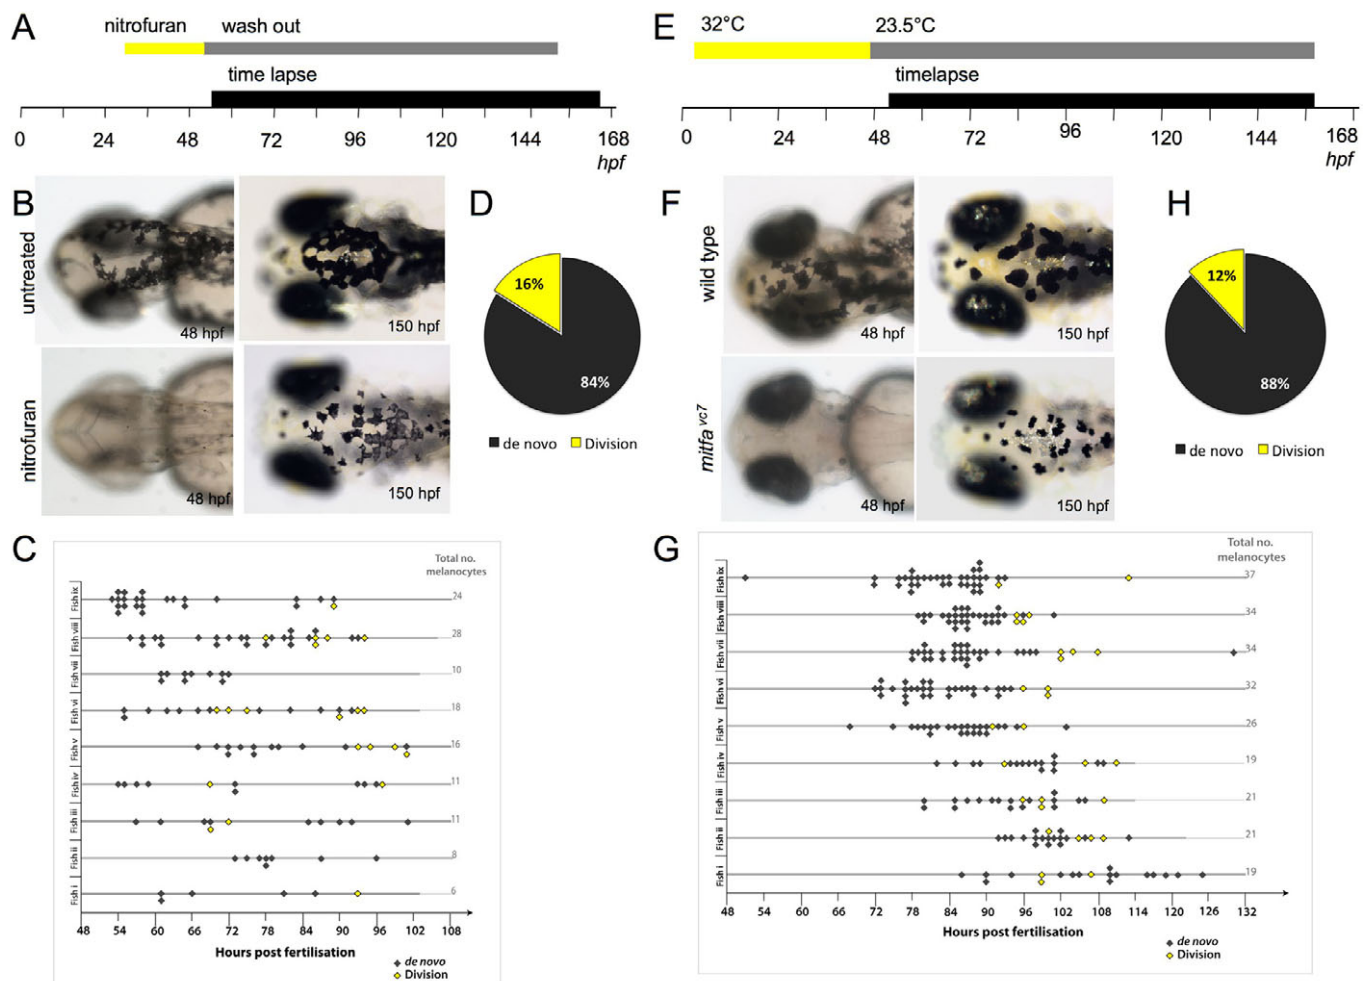 A
nitrofuran wash out
time lapse
0 24 48 72 96 120 144 168
hpf
E
32°C 23.5°C
timelapse
0 24 48 72 96 120 144 168
hpf
B
untreated
48 hpf
150 hpf
nitrofuran
48 hpf
150 hpf
D
16%
84%
de novo Division
F
wild type
48 hpf
150 hpf
mitfa vc7
48 hpf
150 hpf
H
12%
88%
de novo Division
C
Total no.
melanocytes
Fish ix 24
Fish viii 28
Fish vii 10
Fish vi 18
Fish v 16
Fish iv 11
Fish iii 11
Fish ii 8
Fish i 6
48 54 60 66 72 78 84 90 96 102 108
Hours post fertilisation
de novo
Division
G
Total no.
melanocytes
Fish ix 37
Fish viii 34
Fish vii 34
Fish vi 32
Fish v 26
Fish iv 19
Fish iii 21
Fish ii 21
Fish i 19
48 54 60 66 72 78 84 90 96 102 108 114 120 126 132
Hours post fertilisation
de novo
Division